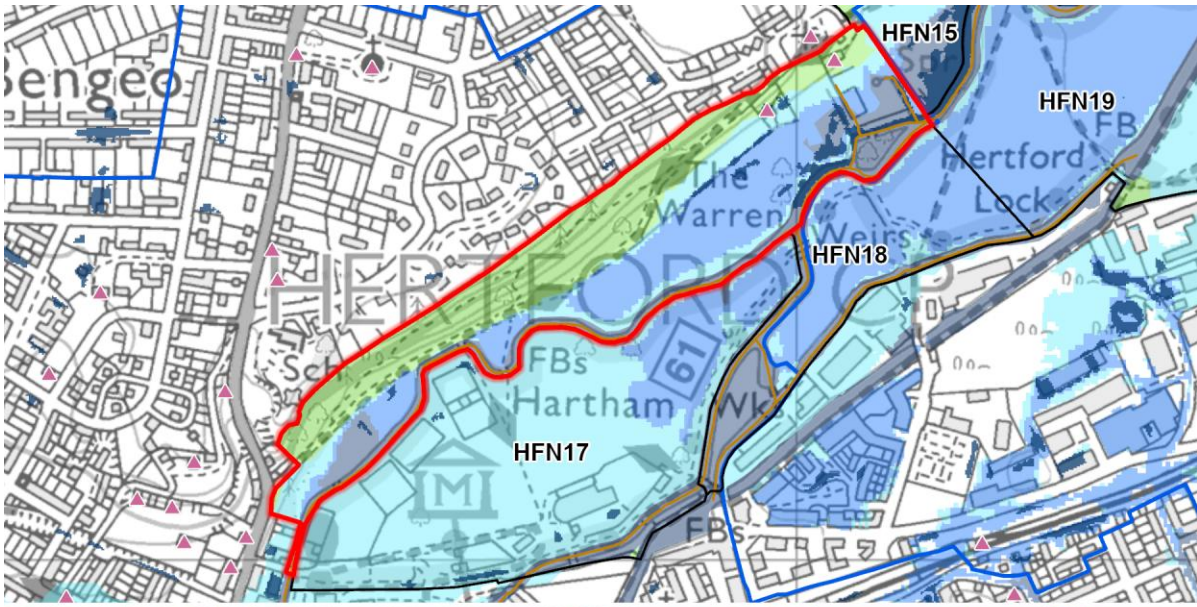 HFN15
Spr
Bengeo
HFN19
FB
The
Warren
Hertford
Lock
Weirs
HFN18
HERTFORD CP
61
Sch
FBs
Hartham
Wks
HFN17
M
FBs